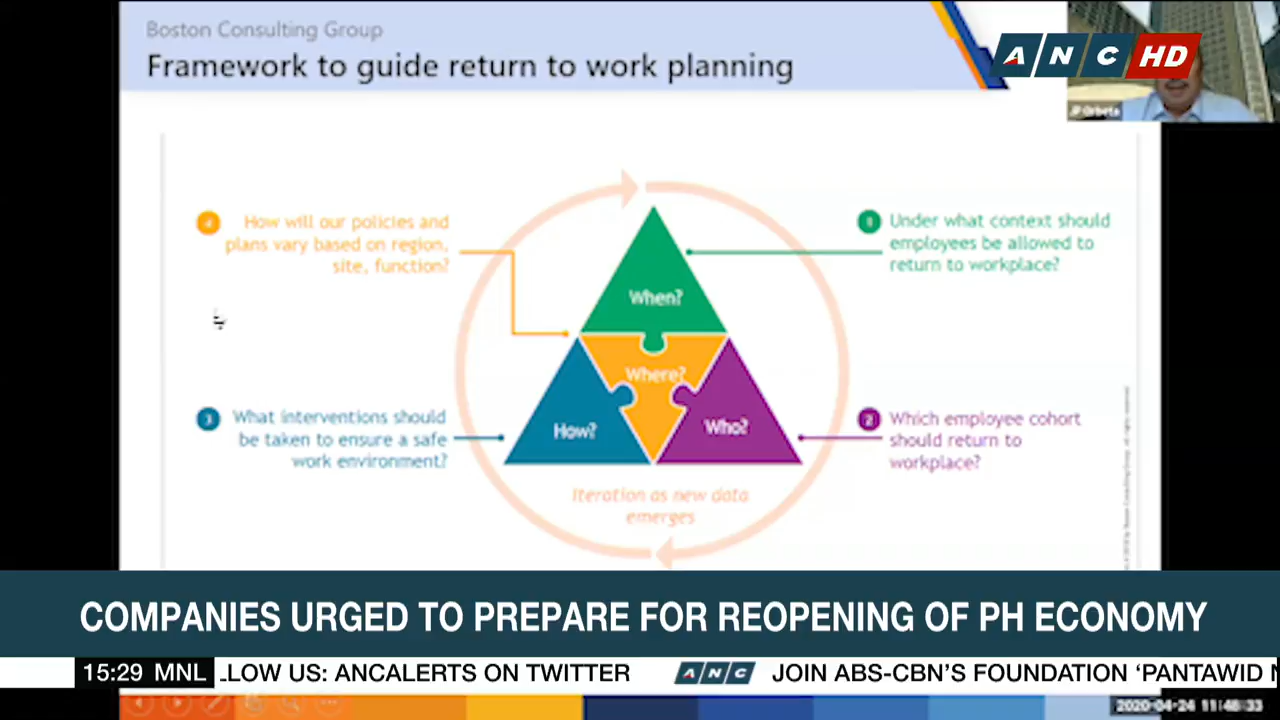 Boston Consulting Group
Framework to guide return to work planning
ANC HD
JP Orbeta
4
How will our policies and
plans vary based on region,
site, function?
1
Under what context should
employees be allowed to
return to workplace?
When?
Where?
How?
Who?
3
What interventions should
be taken to ensure a safe
work environment?
2
Which employee cohort
should return to
workplace?
Iteration as new data
emerges
COMPANIES URGED TO PREPARE FOR REOPENING OF PH ECONOMY
15:29 MNL
LLOW US: ANCALERTS ON TWITTER
ANC
JOIN ABS-CBN'S FOUNDATION 'PANTAWID
2020-04-24 11:48:33